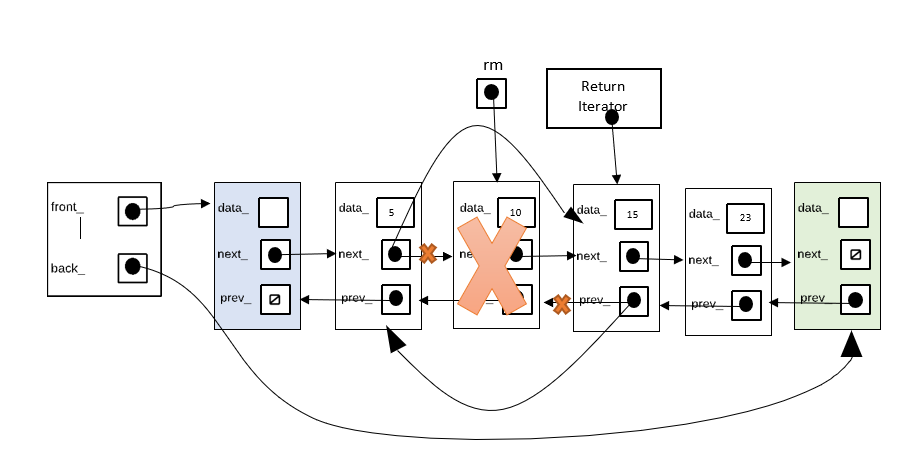 rm
Return
Iterator
front_
back_
data_
next_
prev_
data_ 5
next_
prev_
data_ 10
data_ 15
next_
prev_
data_ 23
next_
prev_
data_
next_
prev_